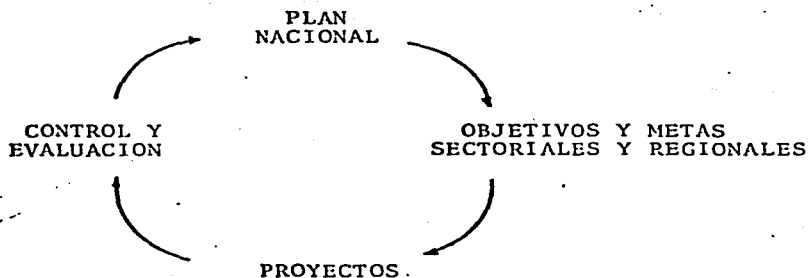 PLAN
NACIONAL
CONTROL Y
EVALUACION
OBJETIVOS Y METAS
SECTORIALES Y REGIONALES
PROYECTOS.